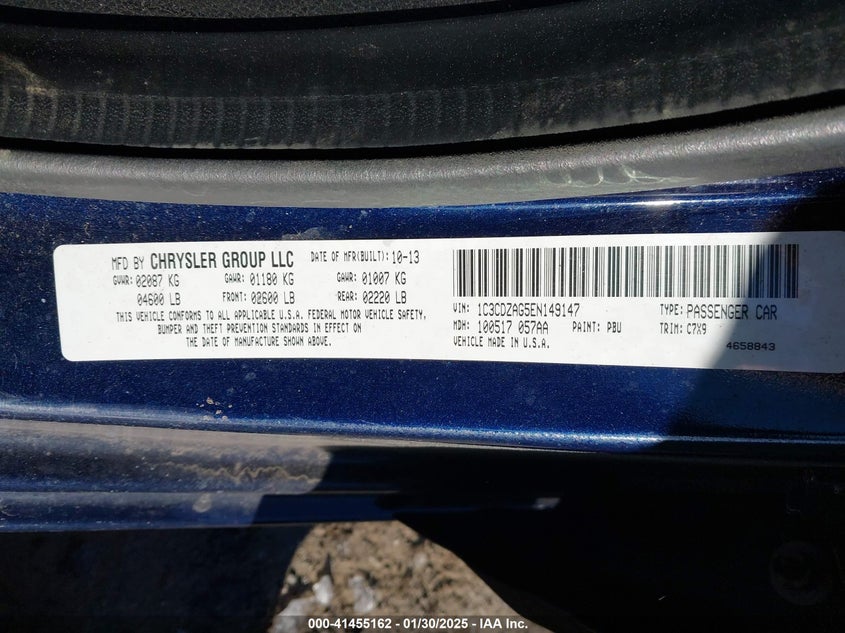 MFD BY CHRYSLER GROUP LLC DATE OF MFR(BUILT): 10-13
GVWR: 02087 KG GAWR: 01180 KG GAWR: 01007 KG
04600 LB FRONT: 02600 LB REAR: 02220 LB
THIS VEHICLE CONFORMS TO ALL APPLICABLE U.S.A. FEDERAL MOTOR VEHICLE SAFETY,
BUMPER AND THEFT PREVENTION STANDARDS IN EFFECT ON
THE DATE OF MANUFACTURE SHOWN ABOVE.
VIN: 1C3CDZAG5EN149147 TYPE: PASSENGER CAR
MDH: 100517 057AA PAINT: PBU TRIM: C7X9
VEHICLE MADE IN U.S.A. 4658843
000-41455162 - 01/30/2025 - IAA Inc.